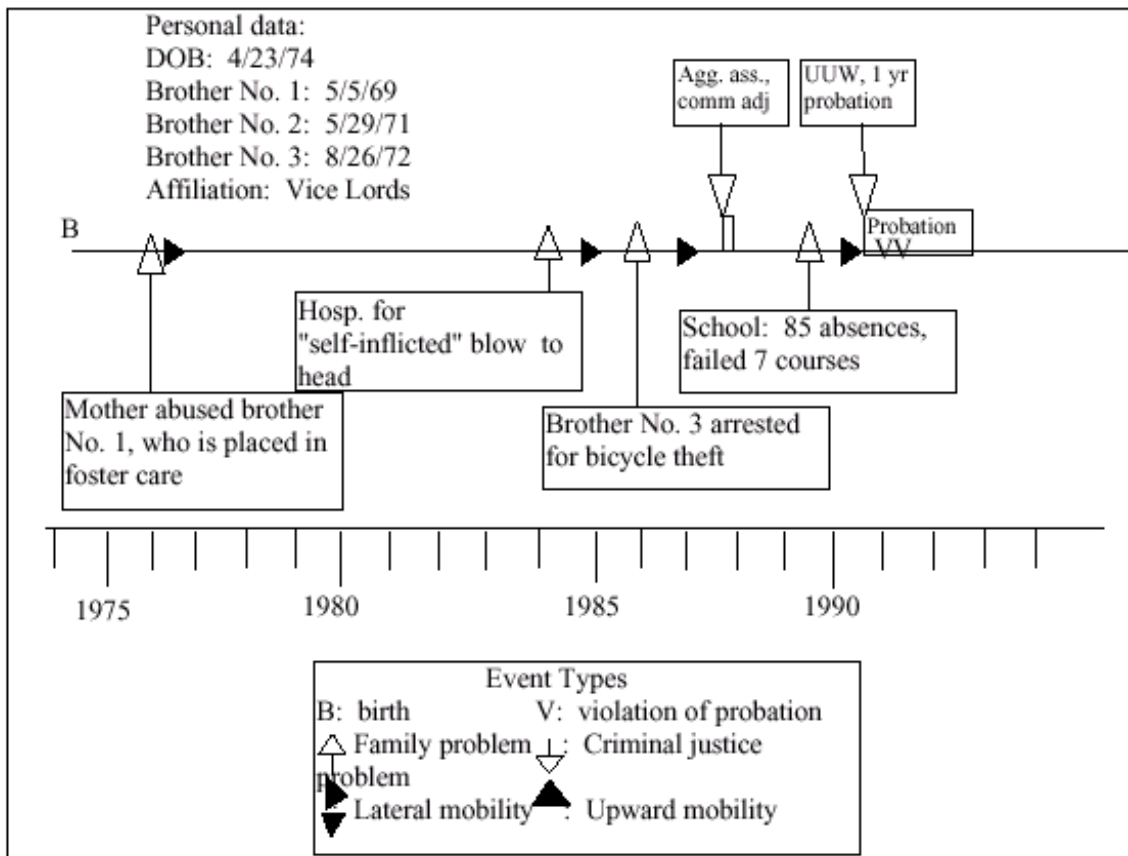 Personal data:
DOB: 4/23/74
Brother No. 1: 5/5/69
Brother No. 2: 5/29/71
Brother No. 3: 8/26/72
Affiliation: Vice Lords
Agg. ass.,
comm adj
UUW, 1 yr
probation
B
Probation
VV
Hosp. for
"self-inflicted" blow to
head
School: 85 absences,
failed 7 courses
Mother abused brother
No. 1, who is placed in
foster care
Brother No. 3 arrested
for bicycle theft
1975 1980 1985 1990
Event Types
B: birth V: violation of probation
Family problem : Criminal justice
problem
Lateral mobility : Upward mobility